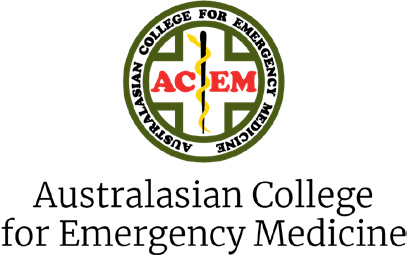 AUSTRALASIAN COLLEGE FOR EMERGENCY MEDICINE
ACEM
Australasian College
for Emergency Medicine